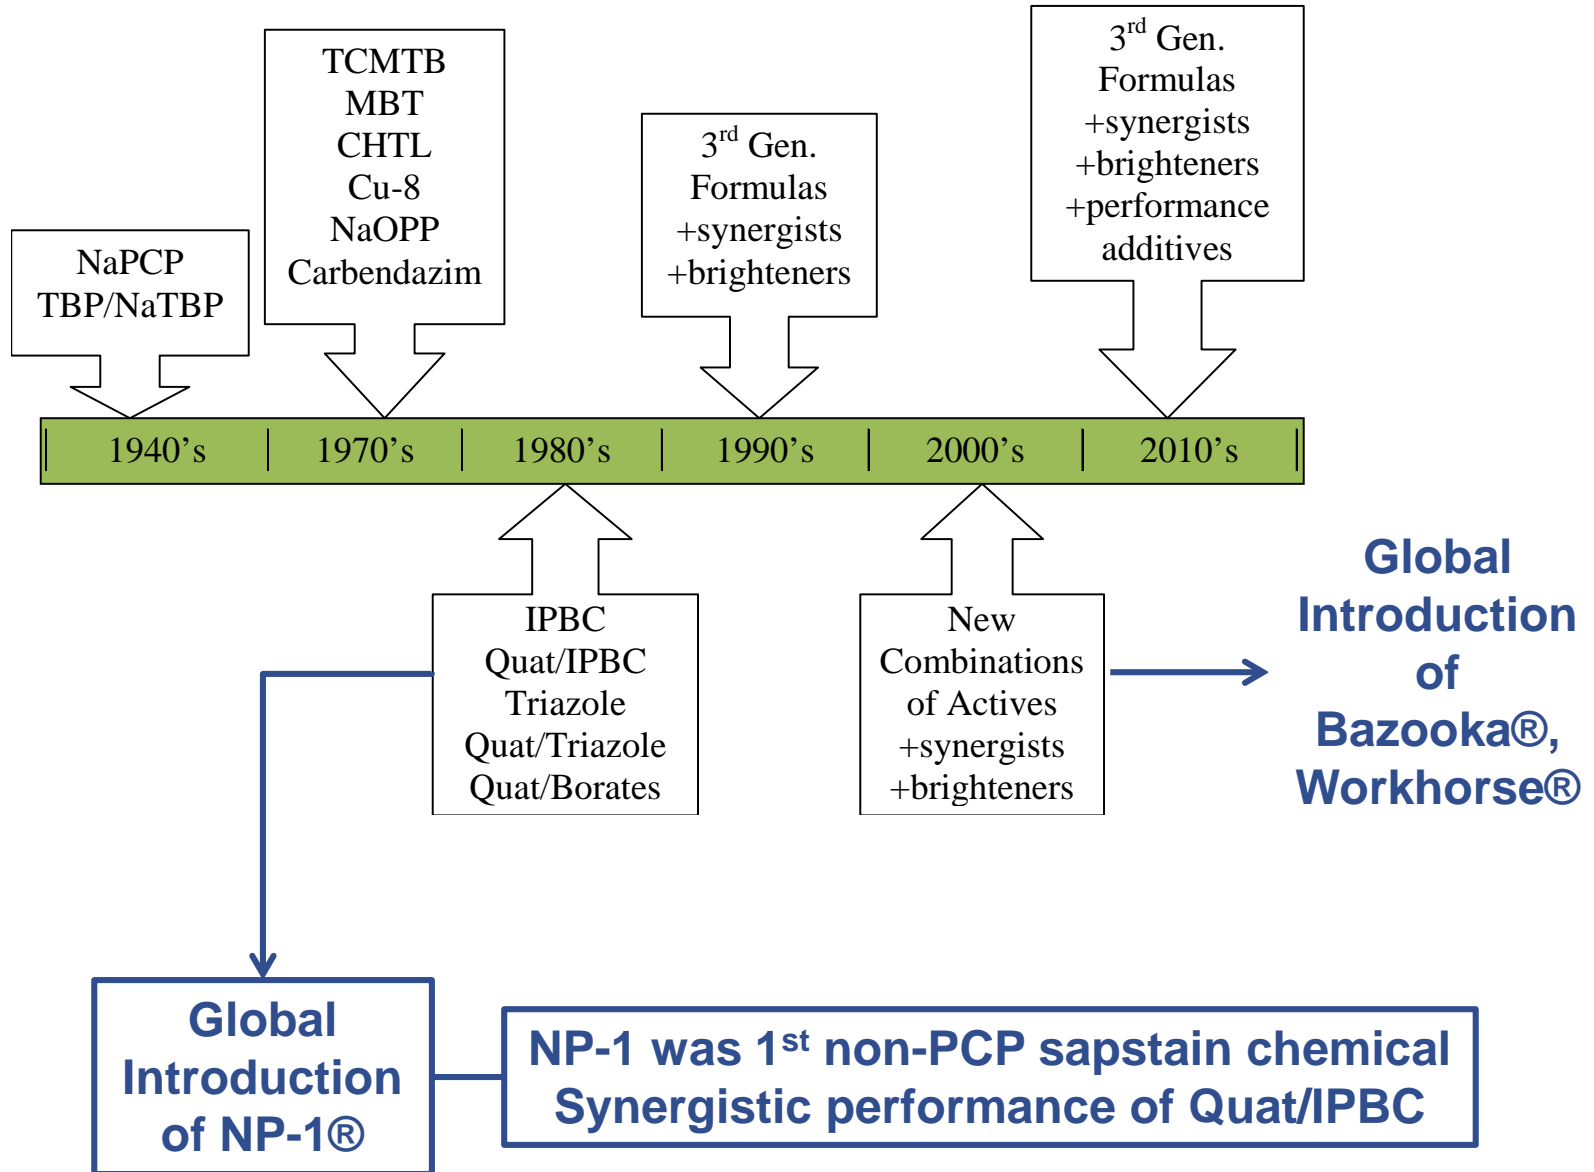 NaPCP
TBP/NaTBP
TCMTB
MBT
CHTL
Cu-8
NaOPP
Carbendazim
3rd Gen.
Formulas
+synergists
+brighteners
3rd Gen.
Formulas
+synergists
+brighteners
+performance
additives
1940’s
1970’s
1980’s
1990’s
2000’s
2010’s
IPBC
Quat/IPBC
Triazole
Quat/Triazole
Quat/Borates
New
Combinations
of Actives
+synergists
+brighteners
Global
Introduction
of
Bazooka®,
Workhorse®
Global
Introduction
of NP-1®
NP-1 was 1st non-PCP sapstain chemical
Synergistic performance of Quat/IPBC